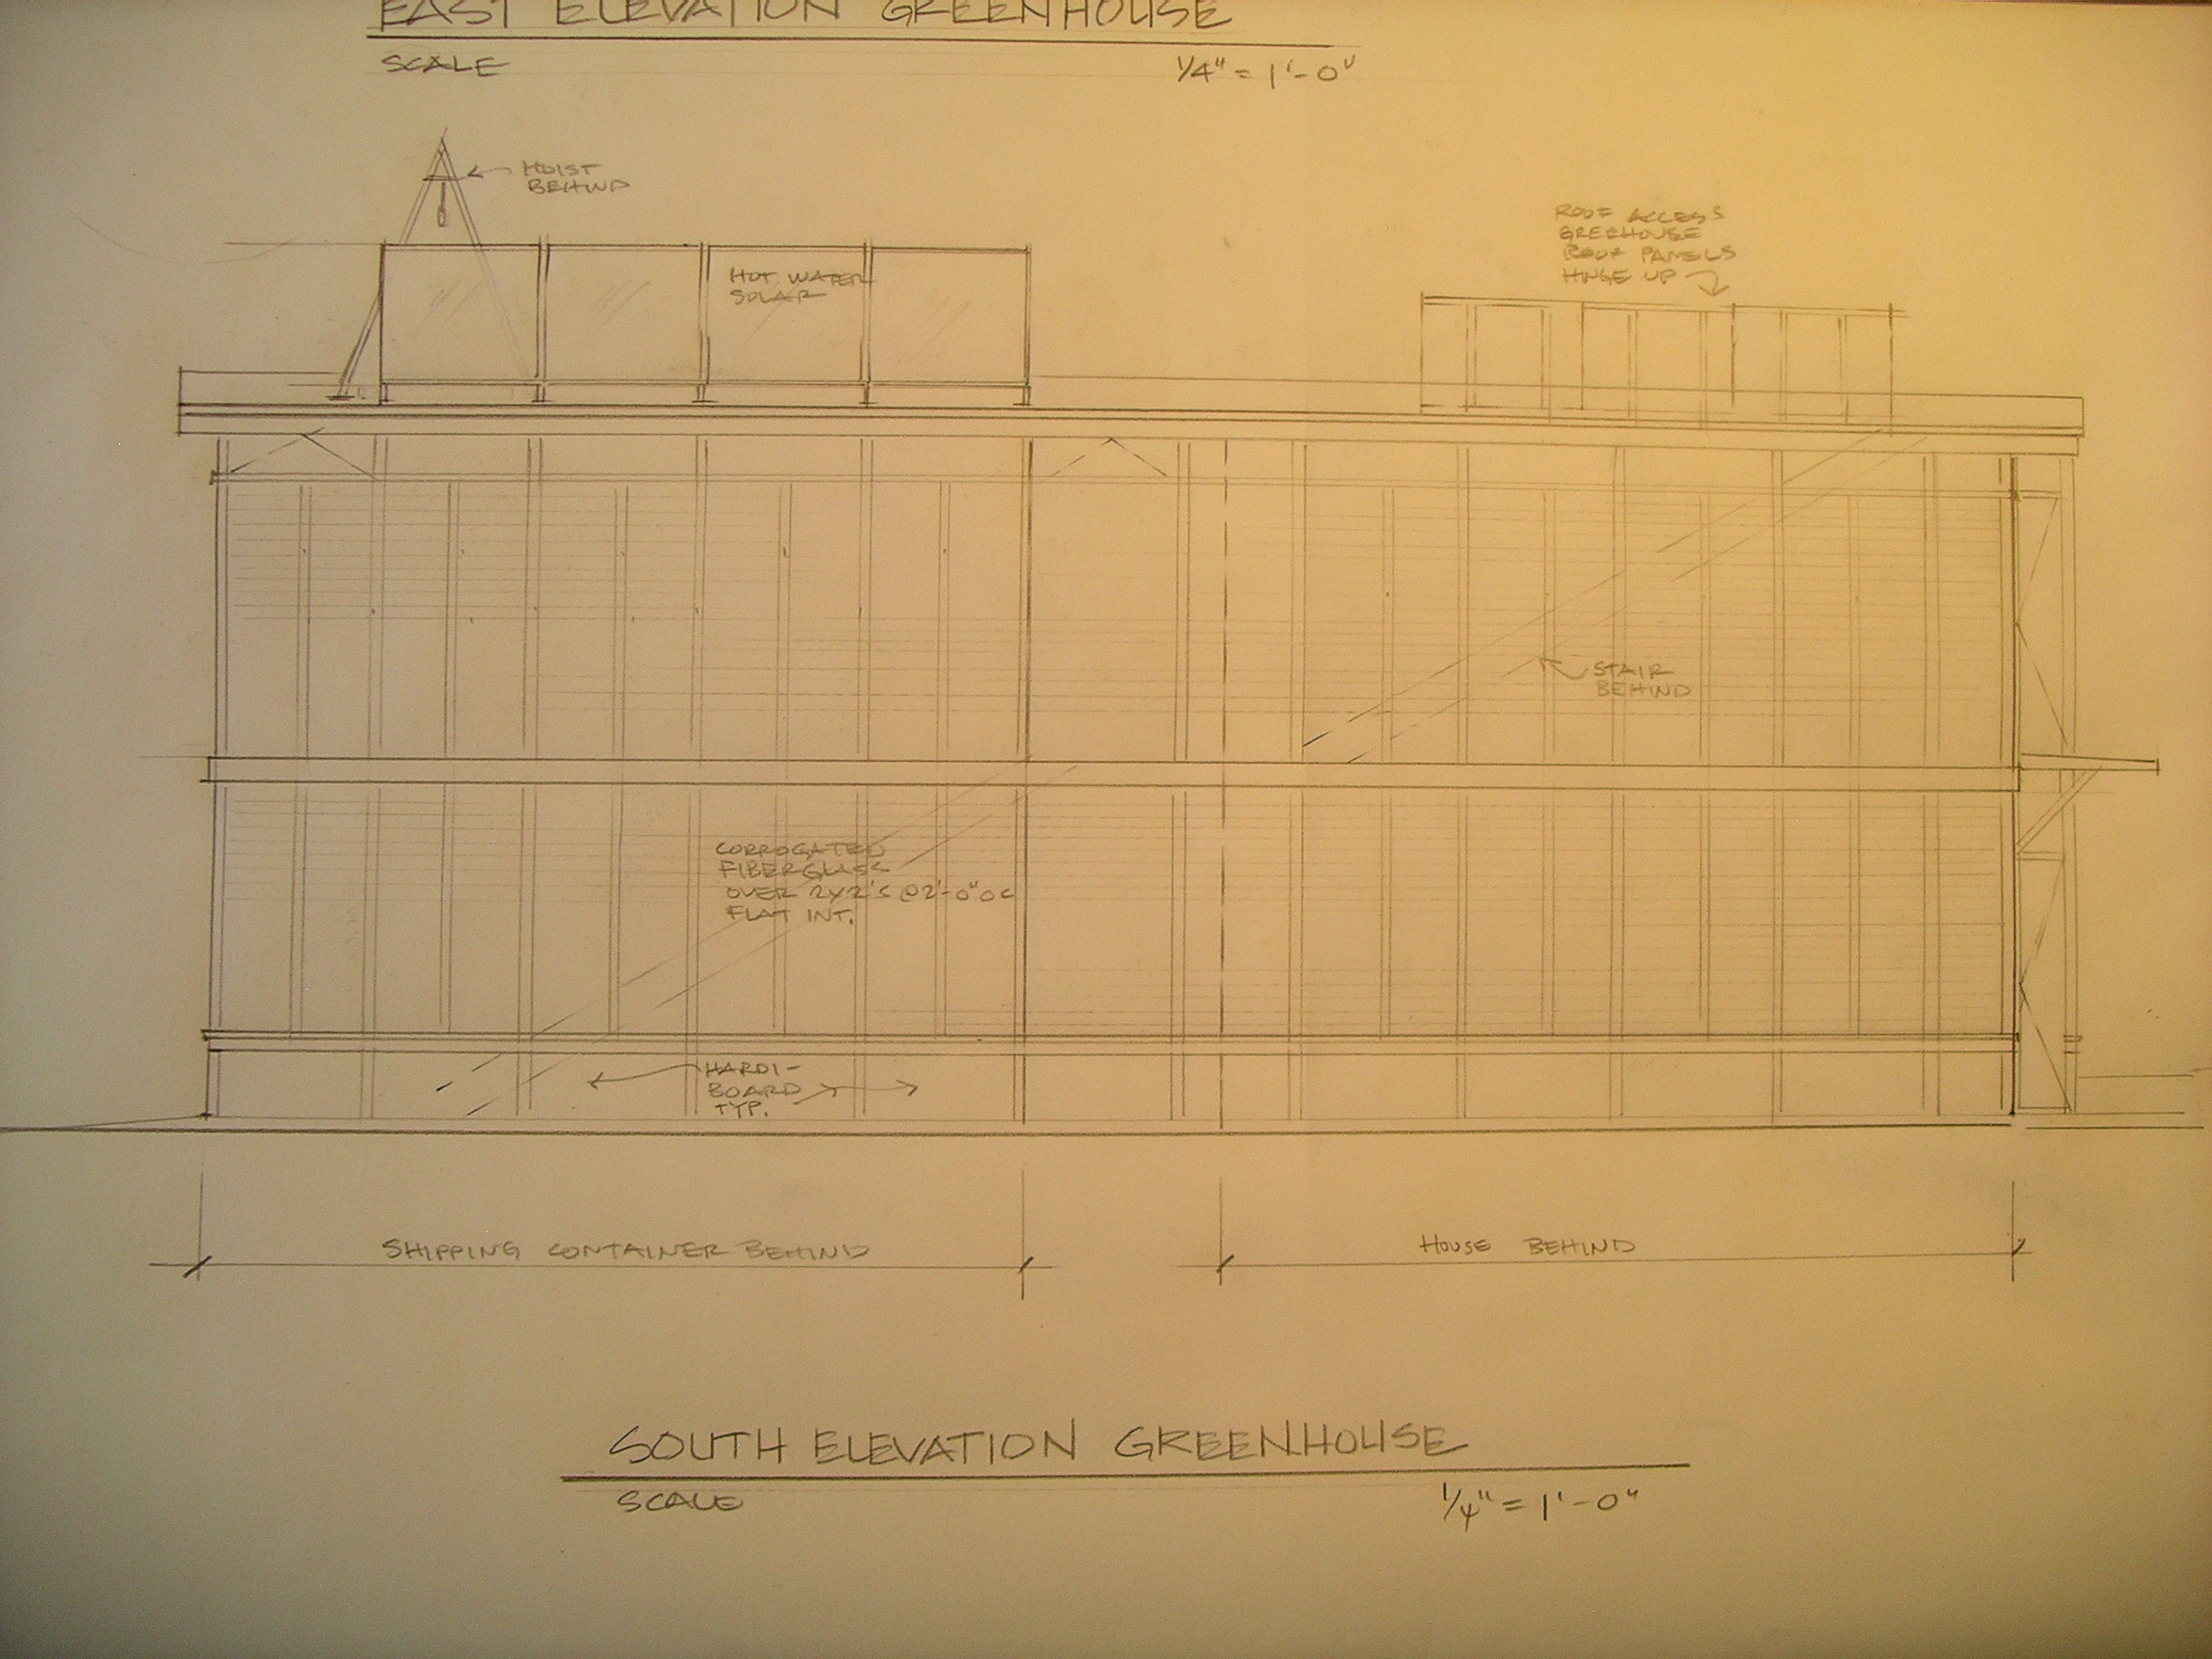 EAST ELEVATION GREENHOUSE
SCALE 1/4" = 1'-0"
HOIST
BEHIND
ROOF ACCESS
GREEHOUSE
ROOF PANELS
HINGE UP
HOT WATER
SOLAR
STAIR
BEHIND
CORROGATED
FIBERGLASS
OVER 2X2'S @ 2'-0" OC
FLAT INT.
HARDI-
BOARD
TYP.
SHIPPING CONTAINER BEHIND
HOUSE BEHIND
SOUTH ELEVATION GREENHOUSE
SCALE 1/4" = 1'-0"